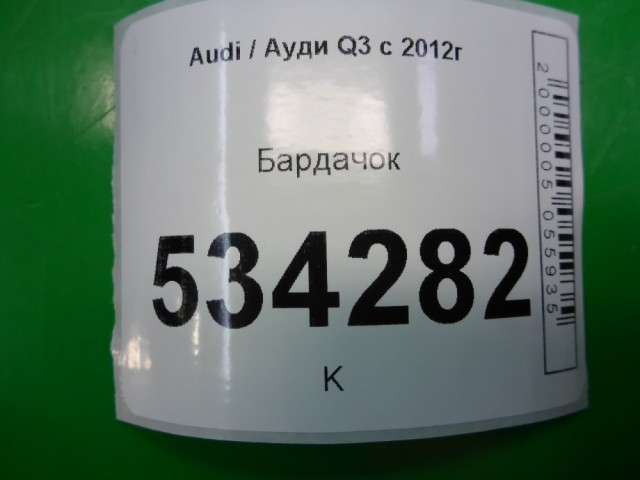 Audi / Ауди Q3 с 2012г
Бардачок
534282
К
2000005055935